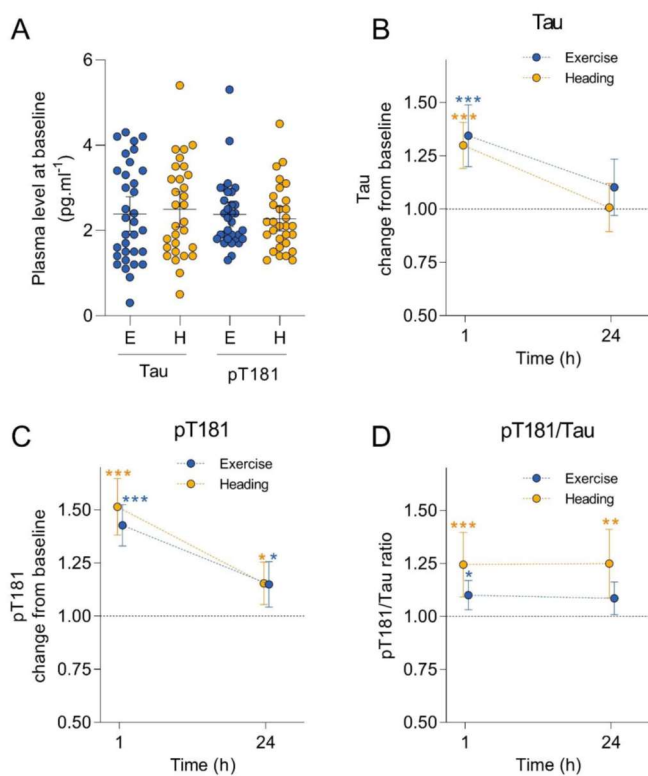 A
Plasma level at baseline
(pg.ml-1)
6
4
2
0
E H E H
Tau pT181
B
Tau
Exercise
Heading
***
***
Tau
change from baseline
1.50
1.25
1.00
0.75
0.50
1 24
Time (h)
C
pT181
Exercise
Heading
***
***
* *
pT181
change from baseline
1.50
1.25
1.00
0.75
0.50
1 24
Time (h)
D
pT181/Tau
Exercise
Heading
*** **
*
pT181/Tau ratio
1.50
1.25
1.00
0.75
0.50
1 24
Time (h)